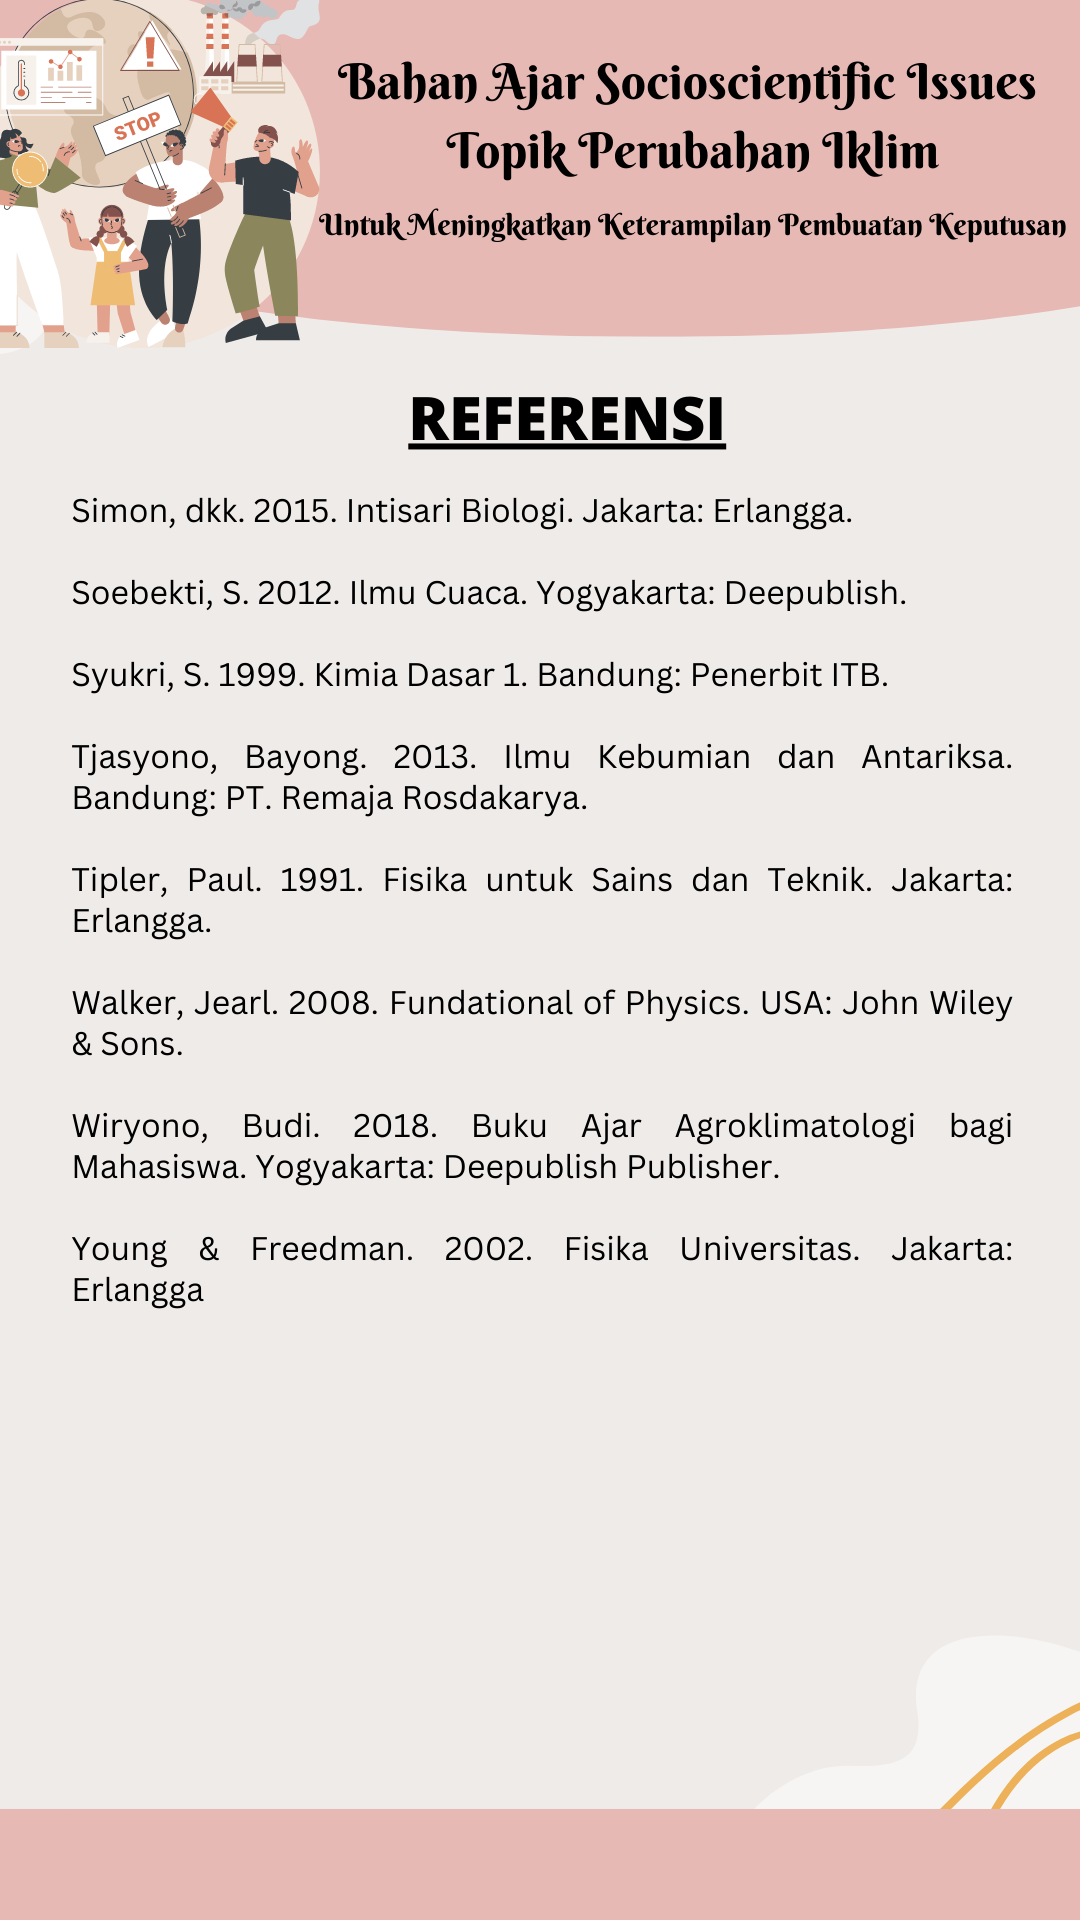 Bahan Ajar Socioscientific Issues
Topik Perubahan Iklim
Untuk Meningkatkan Keterampilan Pembuatan Keputusan
STOP
!
REFERENSI
Simon, dkk. 2015. Intisari Biologi. Jakarta: Erlangga.
Soebekti, S. 2012. Ilmu Cuaca. Yogyakarta: Deepublish.
Syukri, S. 1999. Kimia Dasar 1. Bandung: Penerbit ITB.
Tjasyono, Bayong. 2013. Ilmu Kebumian dan Antariksa.
Bandung: PT. Remaja Rosdakarya.
Tipler, Paul. 1991. Fisika untuk Sains dan Teknik. Jakarta:
Erlangga.
Walker, Jearl. 2008. Fundational of Physics. USA: John Wiley
& Sons.
Wiryono, Budi. 2018. Buku Ajar Agroklimatologi bagi
Mahasiswa. Yogyakarta: Deepublish Publisher.
Young & Freedman. 2002. Fisika Universitas. Jakarta:
Erlangga